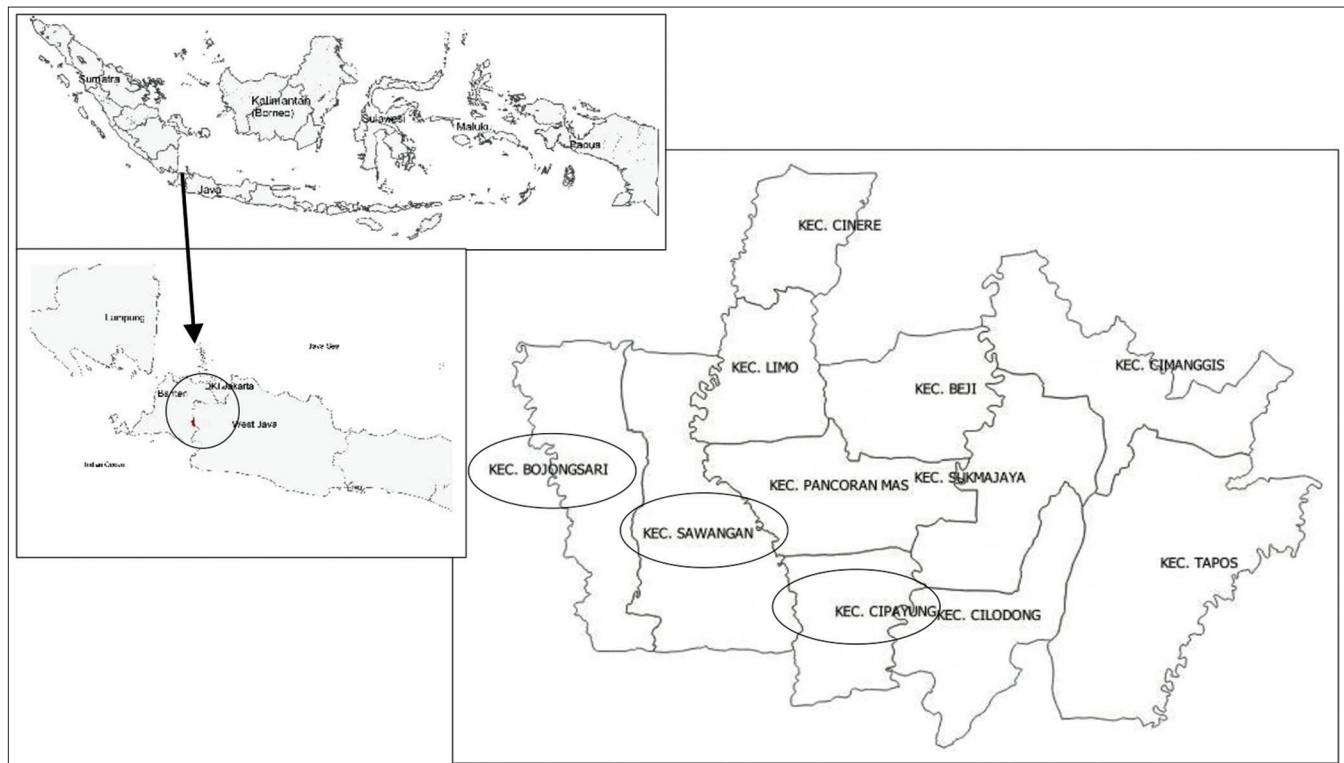 Sumatra
Kalimantan
(Borneo)
Sulawesi
Maluku
Papua
Java
Lampung
Java Sea
Banten
DKI Jakarta
West Java
Indian Ocean
KEC. CINERE
KEC. LIMO
KEC. CIMANGGIS
KEC. BEJI
KEC. BOJONGSARI
KEC. PANCORAN MAS
KEC. SUKMAJAYA
KEC. SAWANGAN
KEC. TAPOS
KEC. CIPAYUNG
KEC. CILODONG